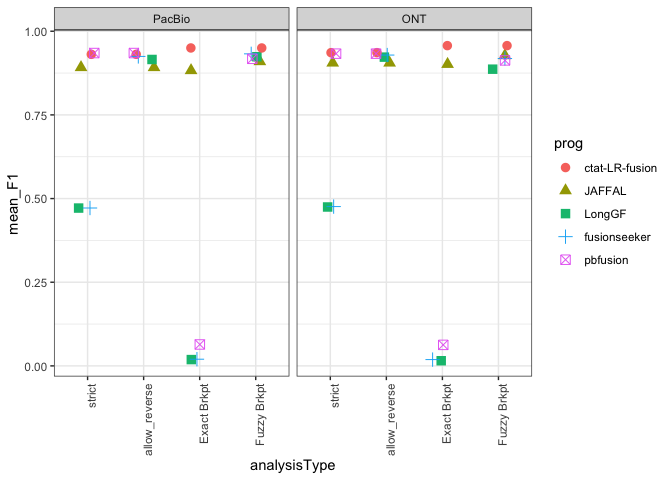 PacBio
ONT
1.00
0.75
0.50
0.25
0.00
mean_F1
strict
allow_reverse
Exact Brkpt
Fuzzy Brkpt
strict
allow_reverse
Exact Brkpt
Fuzzy Brkpt
analysisType
prog
ctat-LR-fusion
JAFFAL
LongGF
fusionseeker
pbfusion